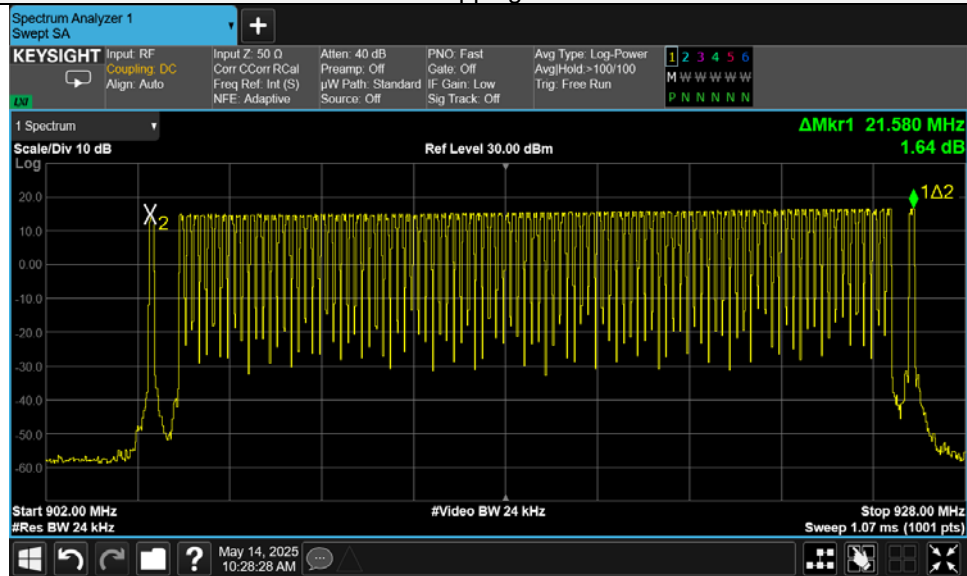 Spectrum Analyzer 1
Swept SA
+
KEYSIGHT
Input: RF
Coupling: DC
Align: Auto
Input Z: 50 Ω
Corr CCorr RCal
Freq Ref: Int (S)
NFE: Adaptive
Atten: 40 dB
Preamp: Off
µW Path: Standard
Source: Off
PNO: Fast
Gate: Off
IF Gain: Low
Sig Track: Off
Avg Type: Log-Power
Avg|Hold:>100/100
Trig: Free Run
1 2 3 4 5 6
M W W W W W
P N N N N N
LXI
1 Spectrum
ΔMkr1 21.580 MHz
Scale/Div 10 dB
Ref Level 30.00 dBm
1.64 dB
Log
1Δ2
X2
20.0
10.0
0.00
-10.0
-20.0
-30.0
-40.0
-50.0
-60.0
Start 902.00 MHz
#Video BW 24 kHz
Stop 928.00 MHz
#Res BW 24 kHz
Sweep 1.07 ms (1001 pts)
?
May 14, 2025
10:28:28 AM